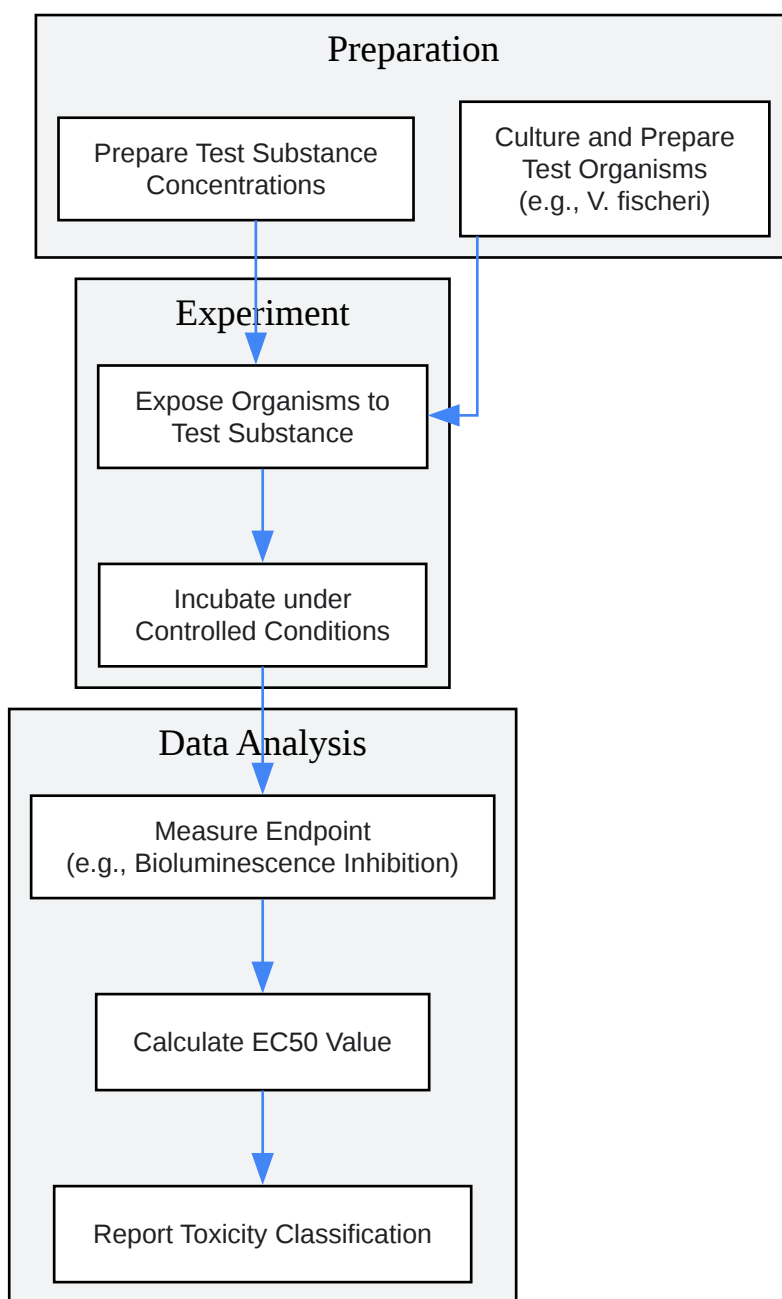 Preparation
Prepare Test Substance
Concentrations
Culture and Prepare
Test Organisms
(e.g., V. fischeri)
Experiment
Expose Organisms to
Test Substance
Incubate under
Controlled Conditions
Data Analysis
Measure Endpoint
(e.g., Bioluminescence Inhibition)
Calculate EC50 Value
Report Toxicity Classification